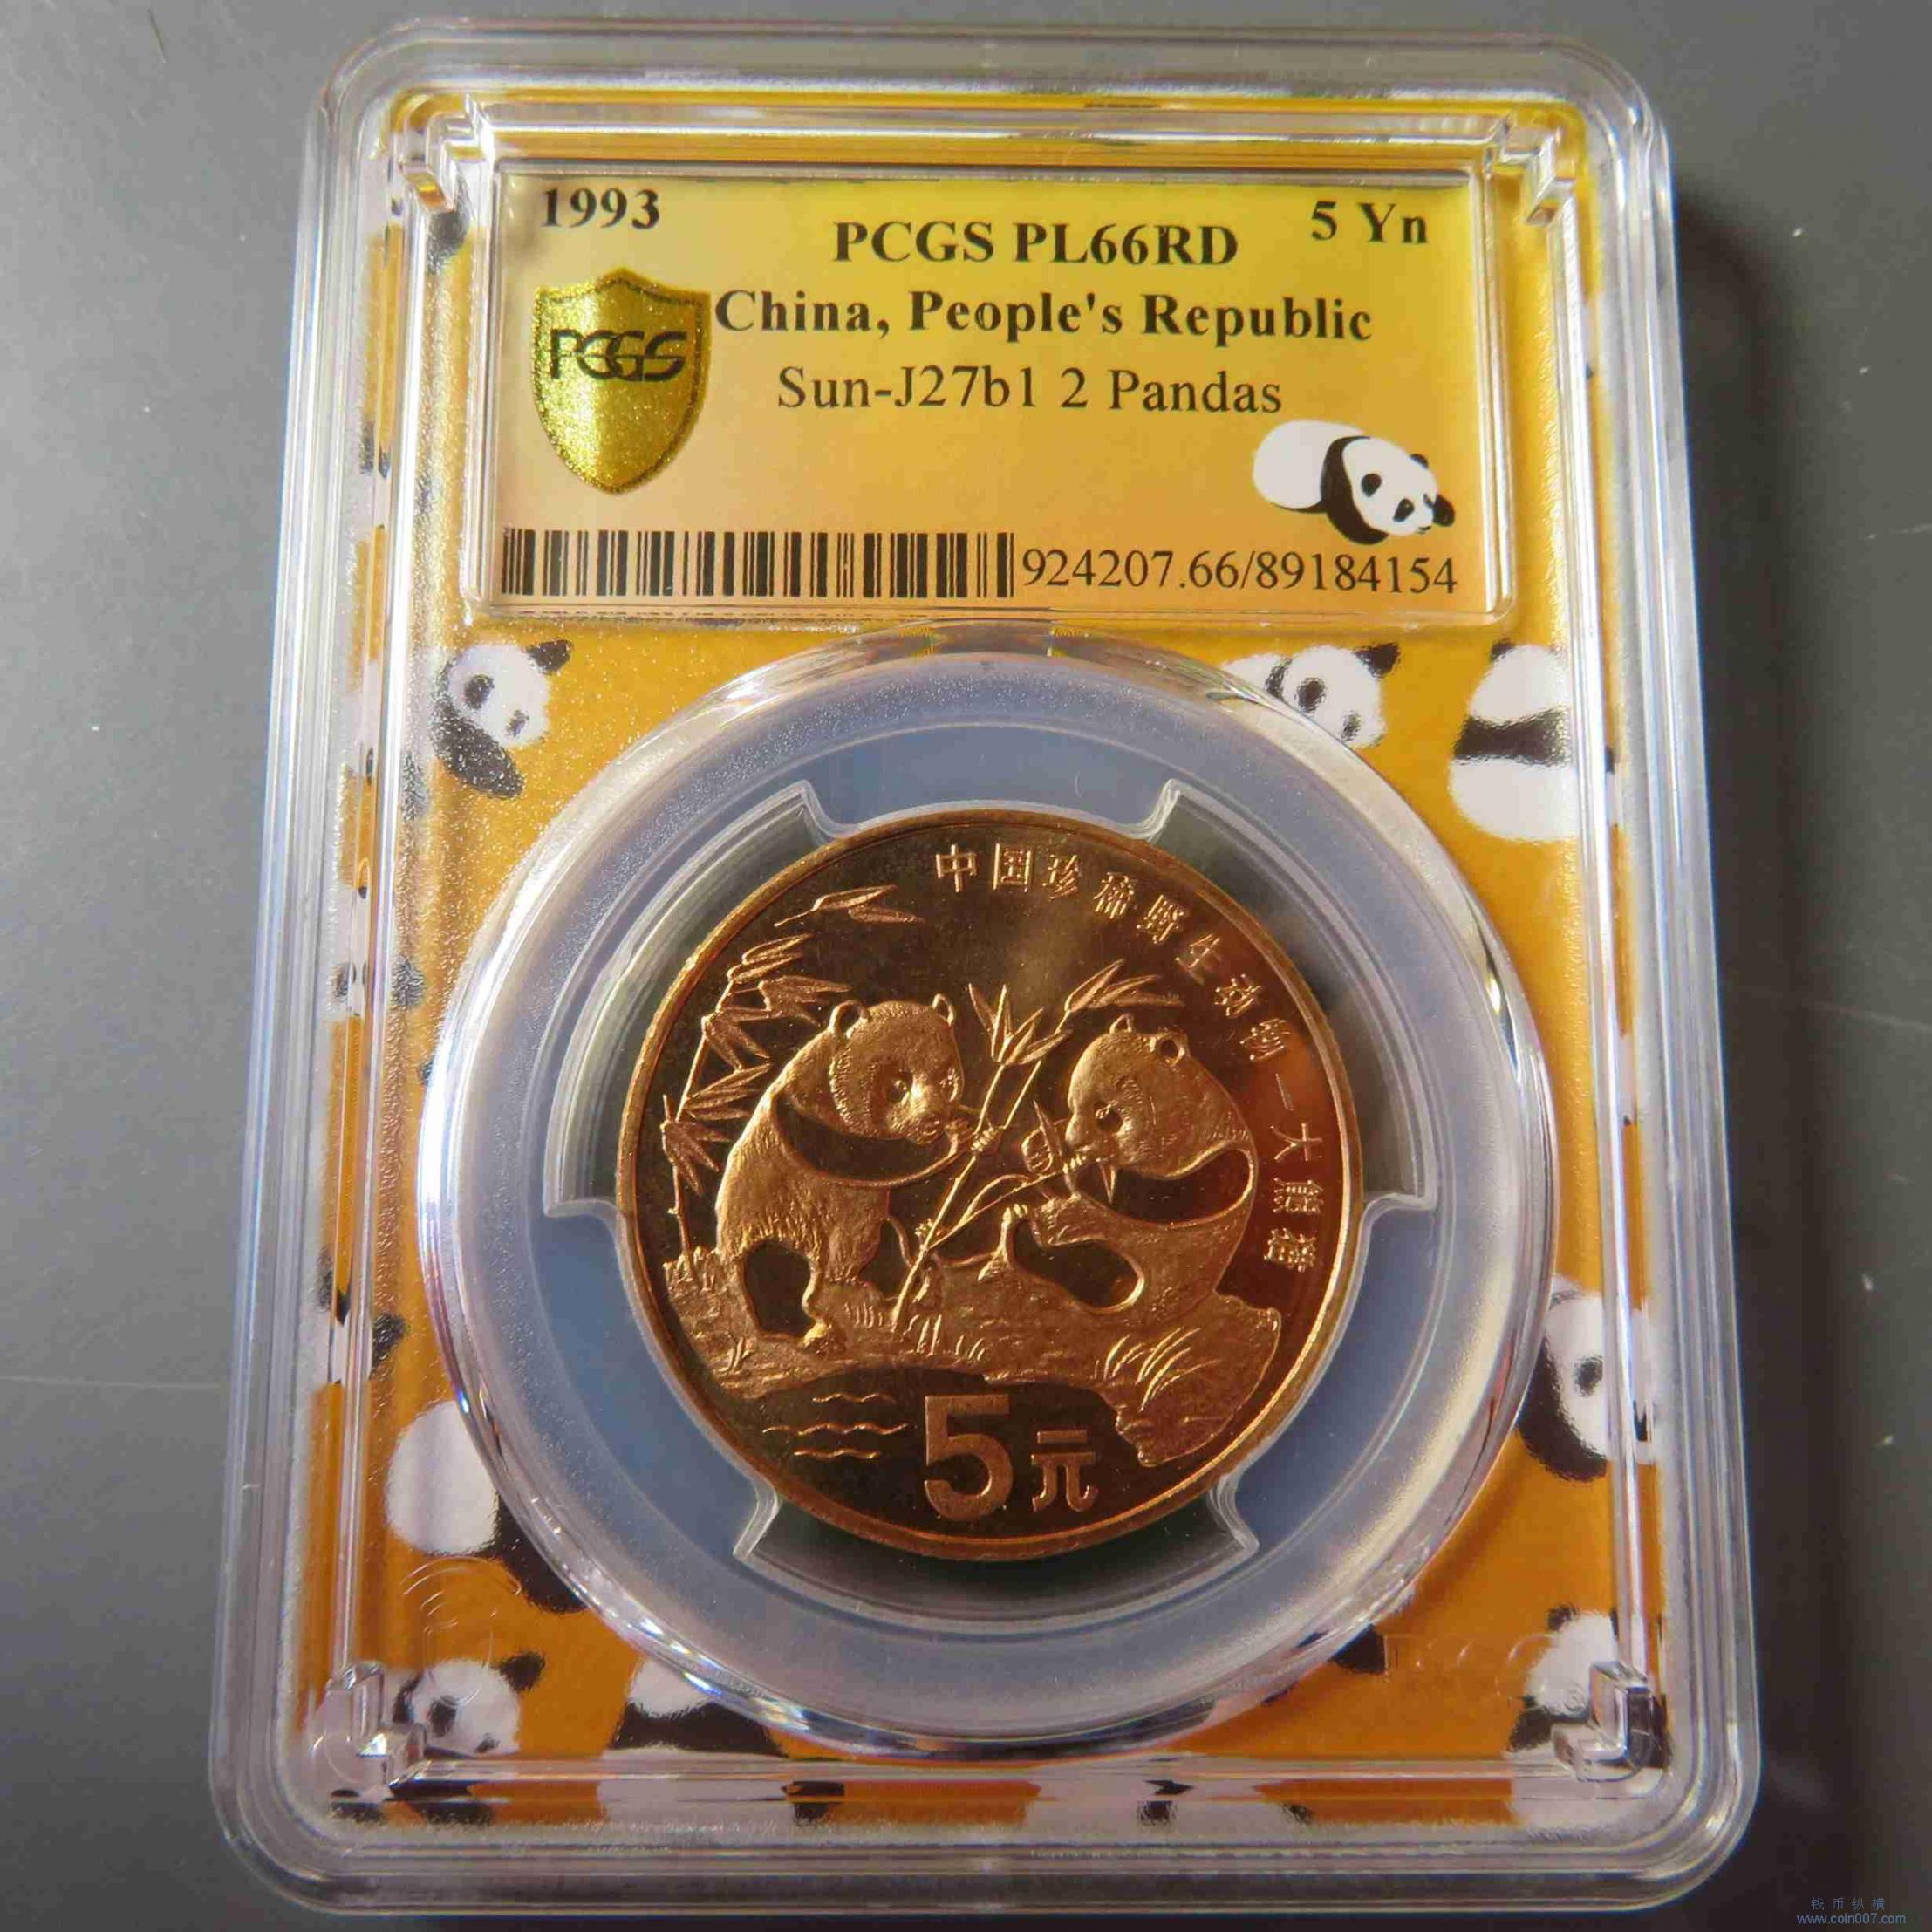 1993
PCGS PL66RD
5 Yn
PCGS
China, People's Republic
Sun-J27b1 2 Pandas
924207.66/89184154
中国珍稀野生动物—大熊猫
5元
钱币纵横
www.coin007.com